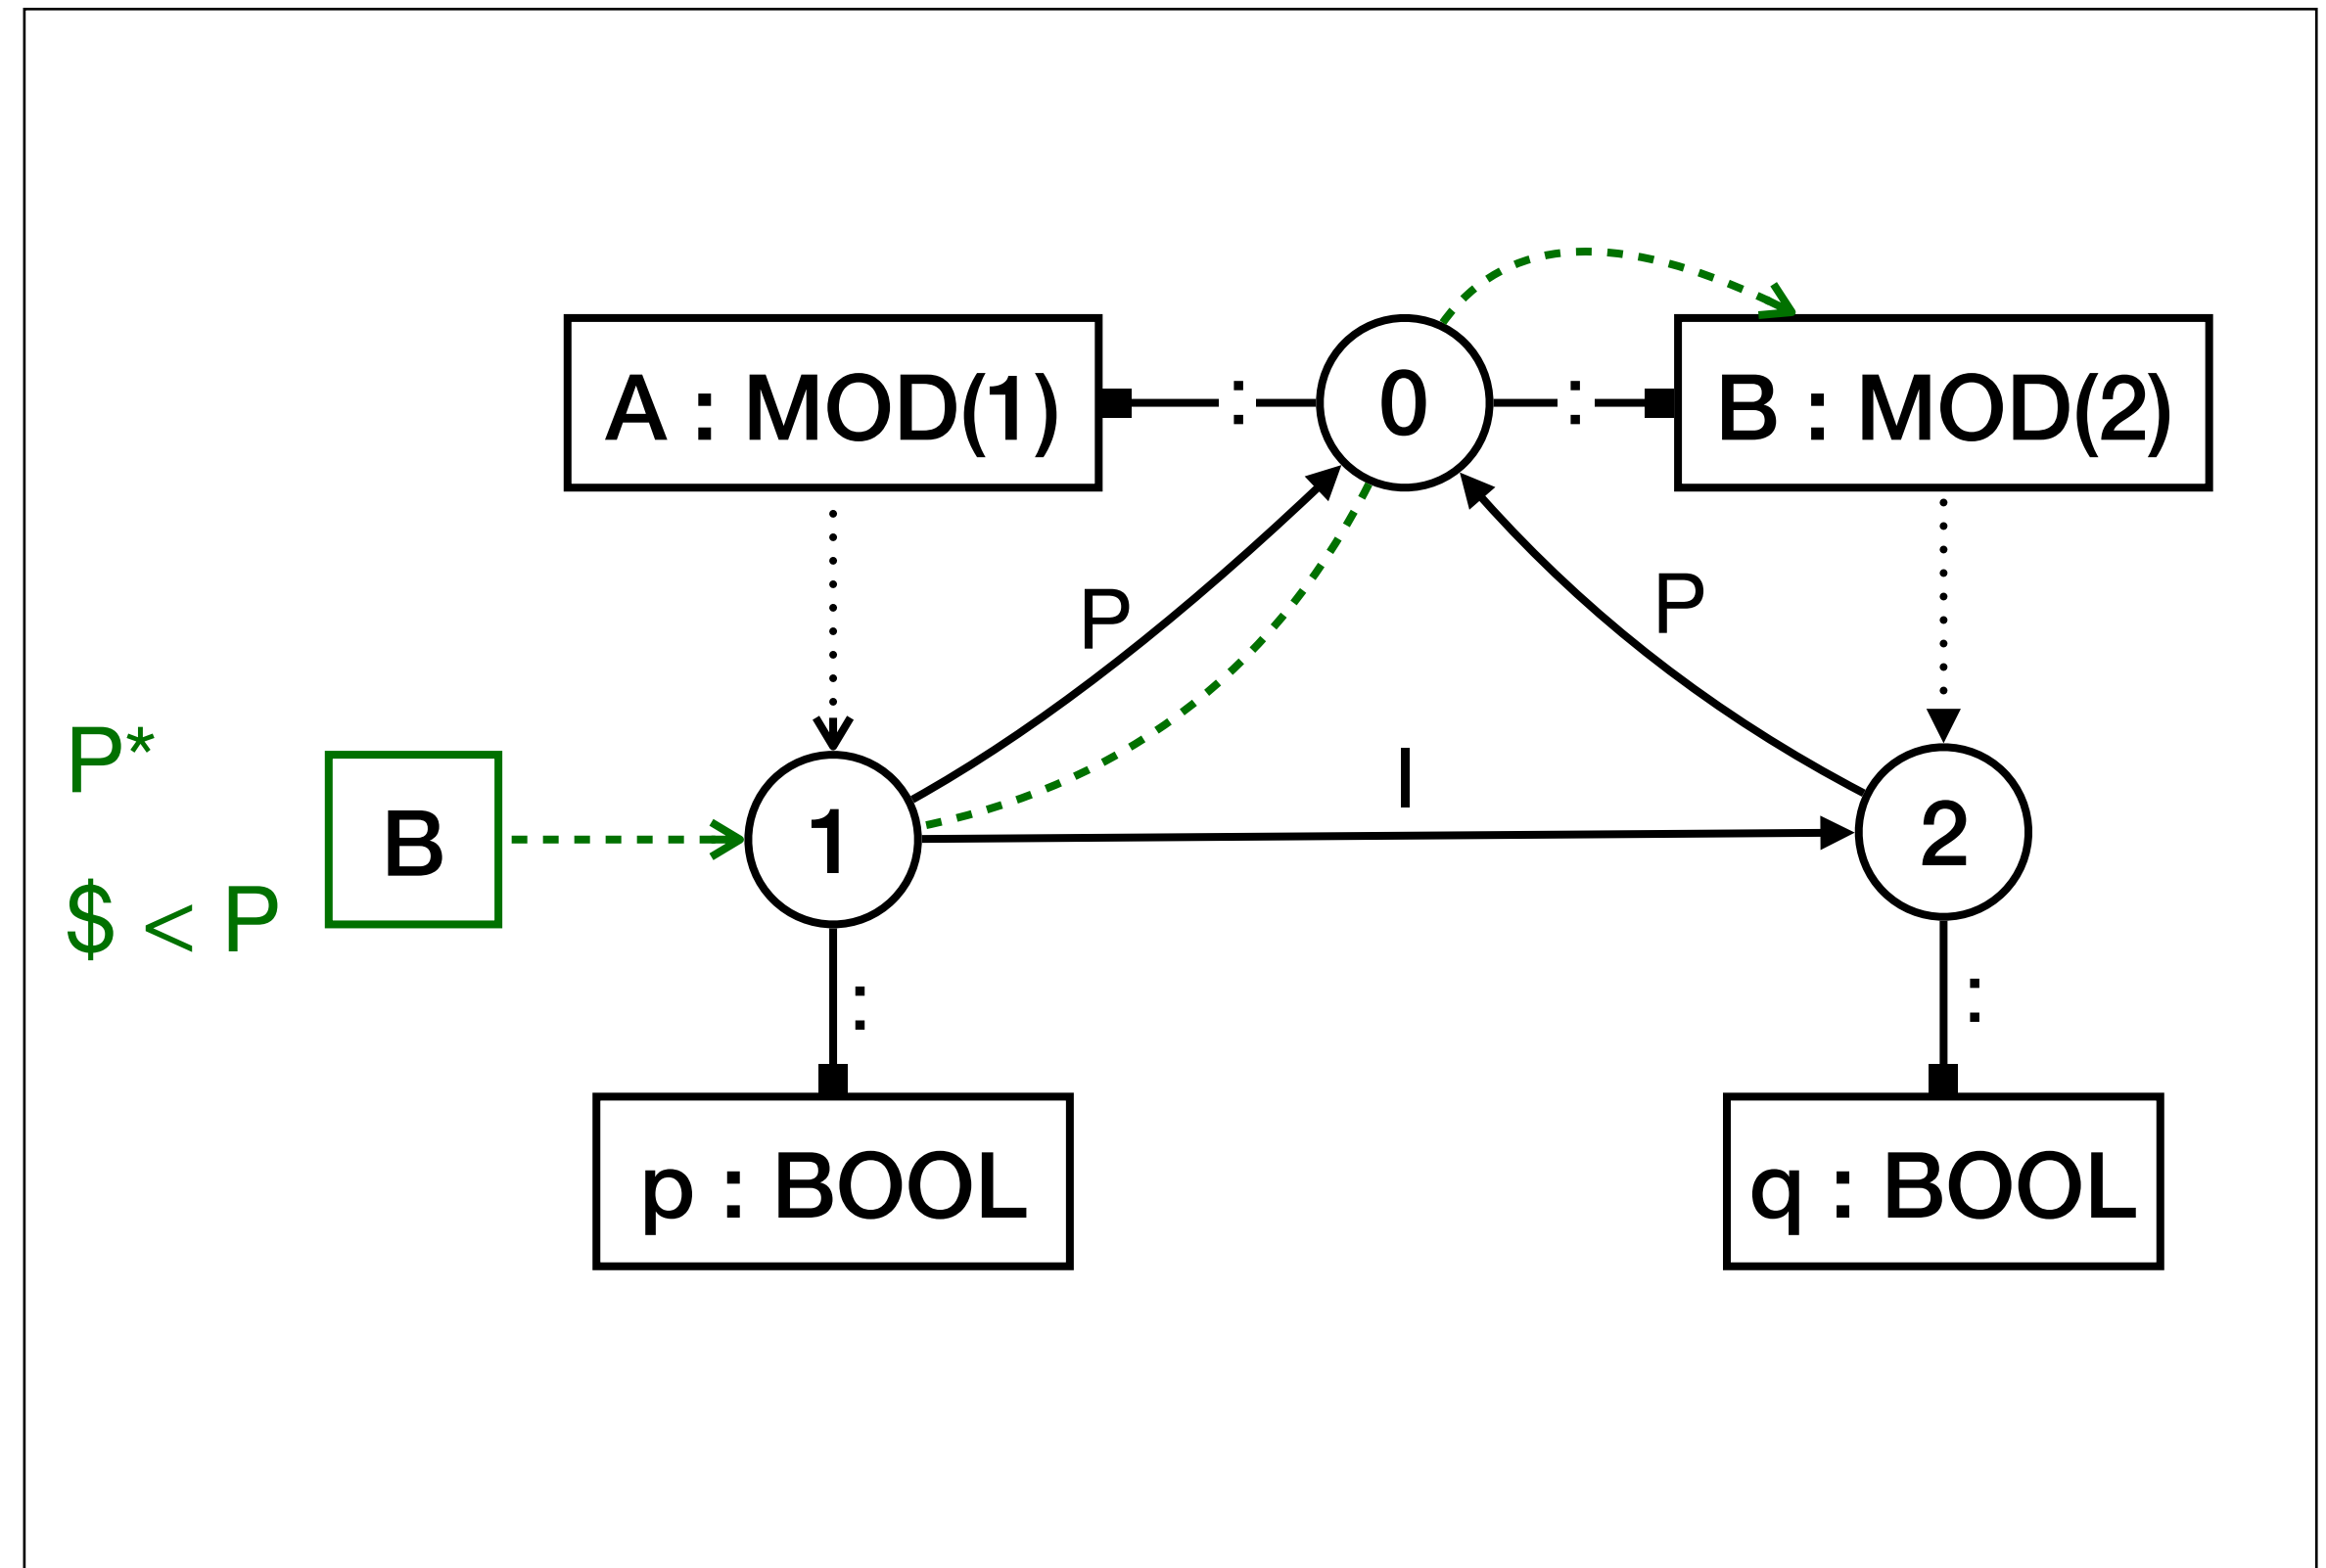 A : MOD(1)
:
0
:
B : MOD(2)
P
P
P*
$ < P
B
1
I
2
:
:
p : BOOL
q : BOOL